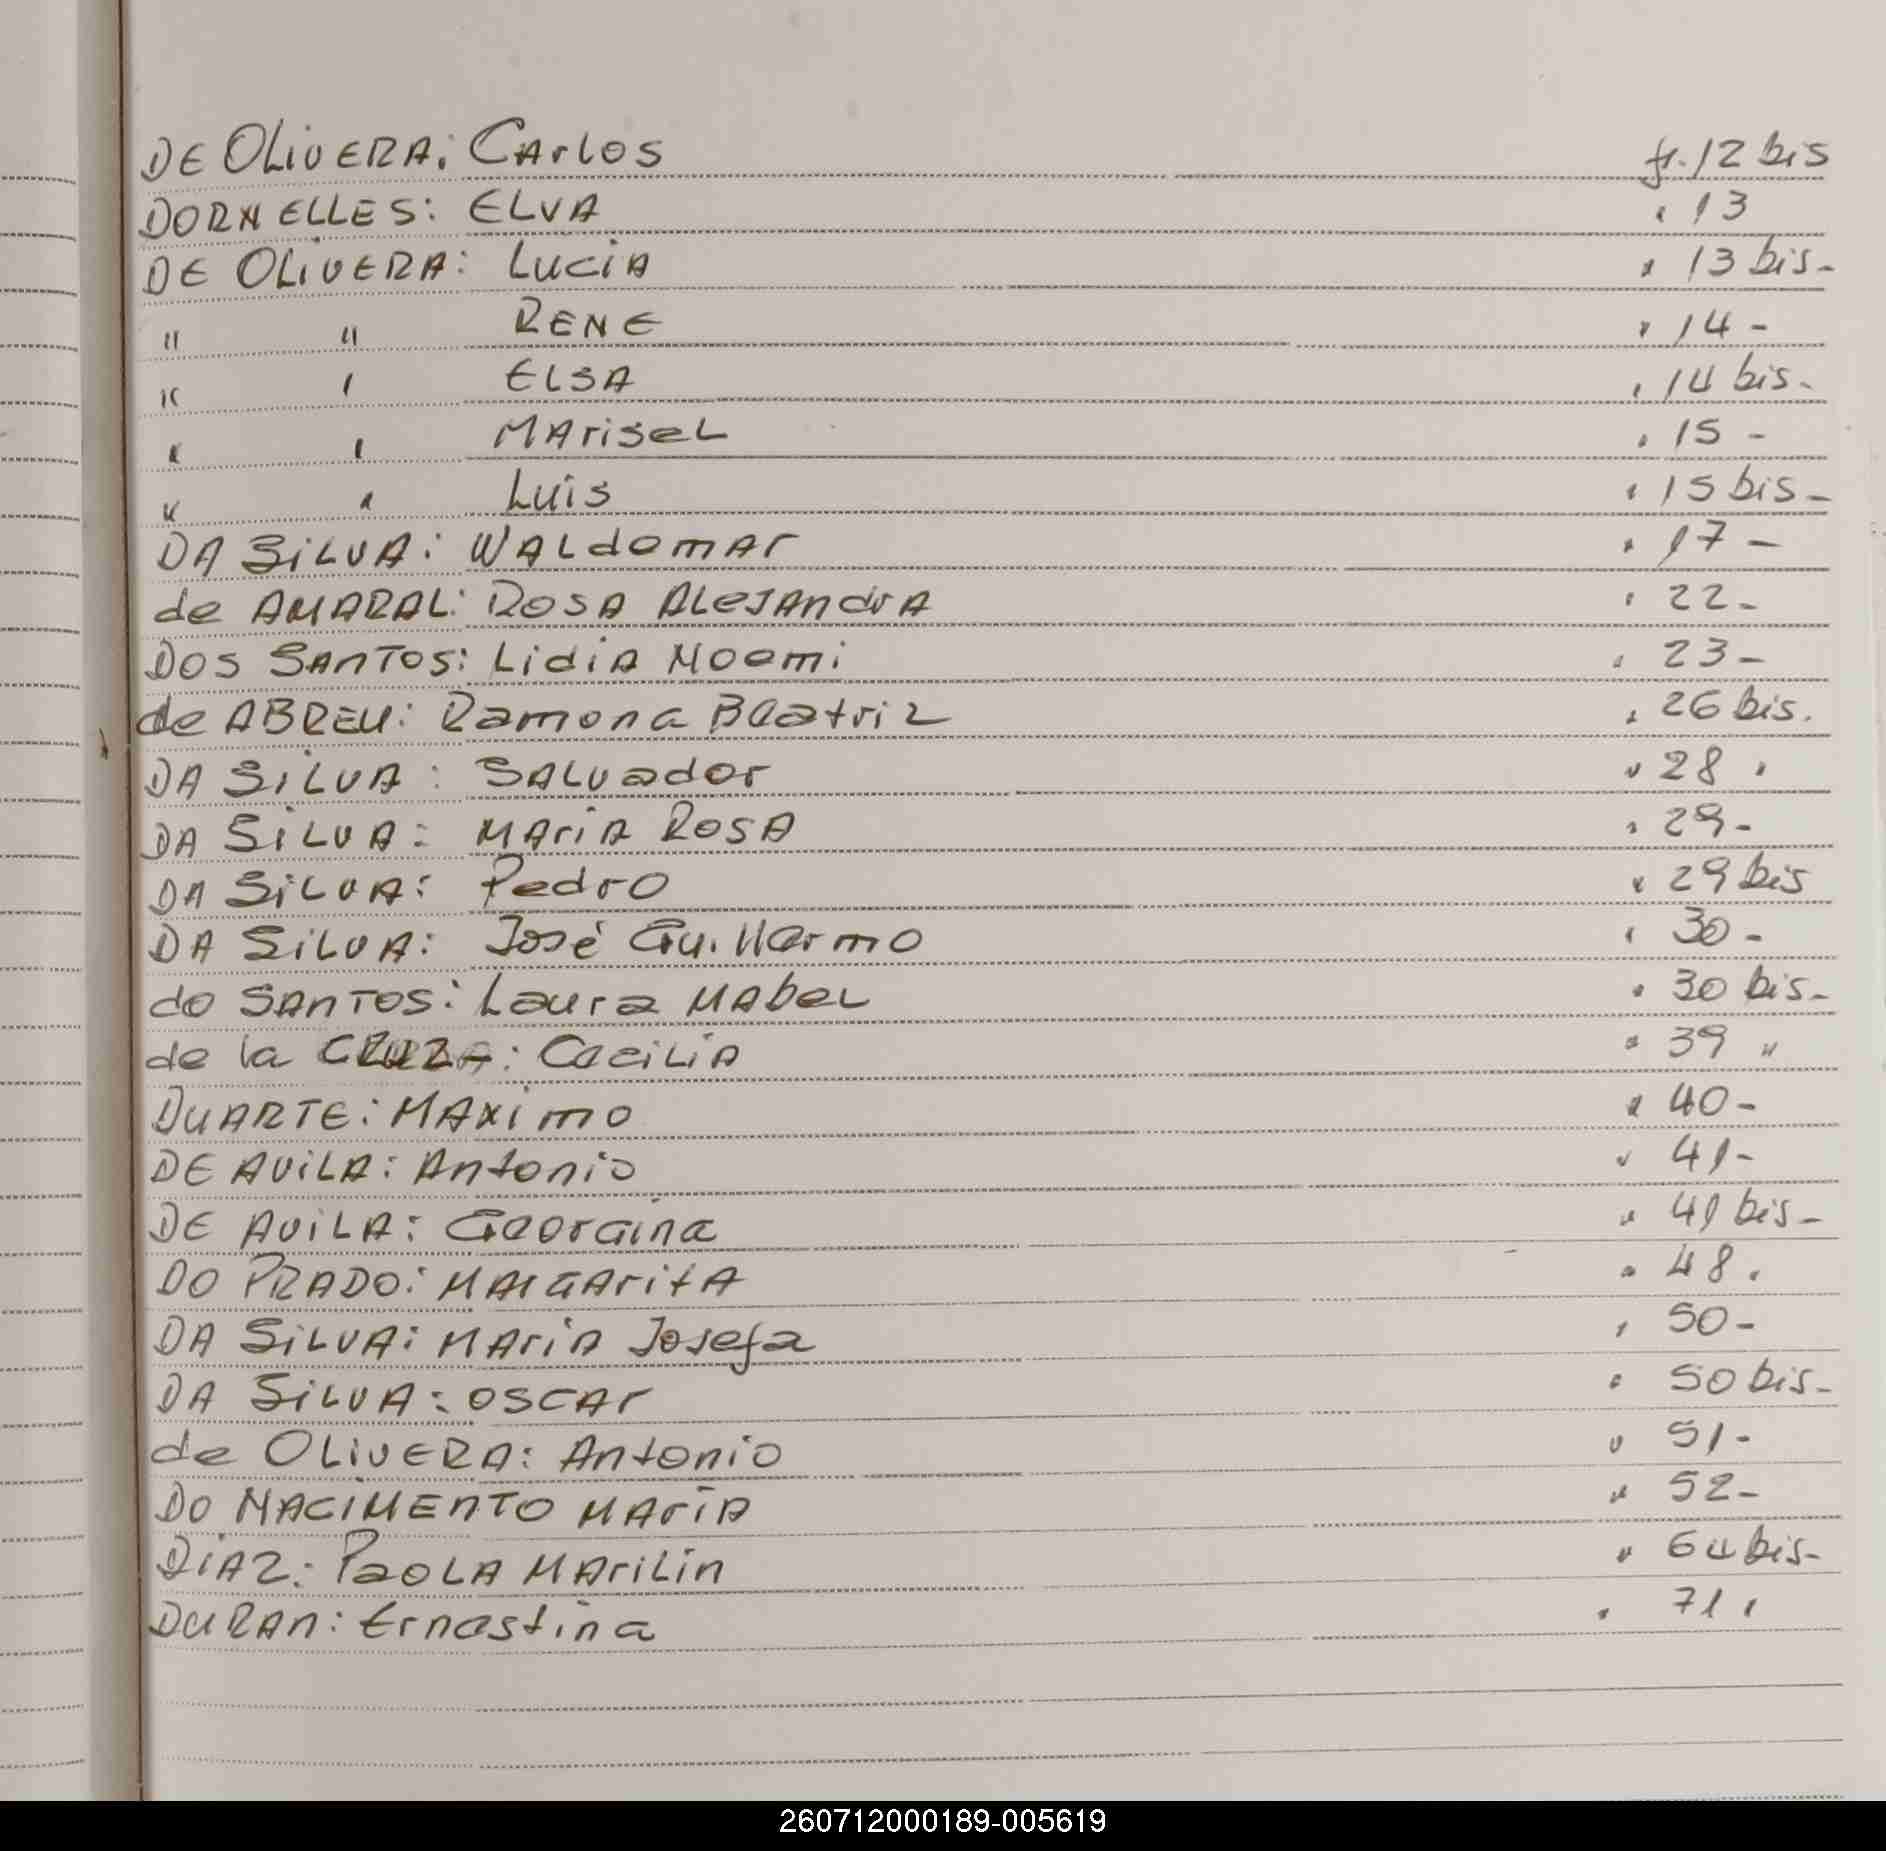 DE OLIVERA: Carlos f. 12 bis
DORNELLES: ELVA " 13
DE OLIVERA: Lucia " 13 bis-
" " RENE " 14-
" " ELSA " 14 bis-
" " Marisel " 15-
" " Luis " 15 bis-
DA SILVA: Waldomar " 17-
de AMARAL: Rosa Alejandra " 22-
DOS SANTOS: Lidia Noemi " 23-
de ABREU: Ramona Beatriz " 26 bis.
DA SILVA: Salvador " 28 "
DA SILVA: Maria Rosa " 29-
DA SILVA: Pedro " 29 bis
DA SILVA: José Guillermo " 30-
do SANTOS: Laura Mabel " 30 bis-
de la CRUZ: Cecilia " 39 "
DUARTE: Maximo " 40-
DE AVILA: Antonio " 41-
DE AVILA: Georgina " 41 bis-
DO PRADO: Margarita " 48.
DA SILVA: Maria Josefa " 50-
DA SILVA: OSCAR " 50 bis-
de OLIVERA: Antonio " 51-
DO NACIMENTO Maria " 52-
DIAZ: Paola Marilin " 64 bis-
DURAN: Ernestina " 71 "
260712000189-005619